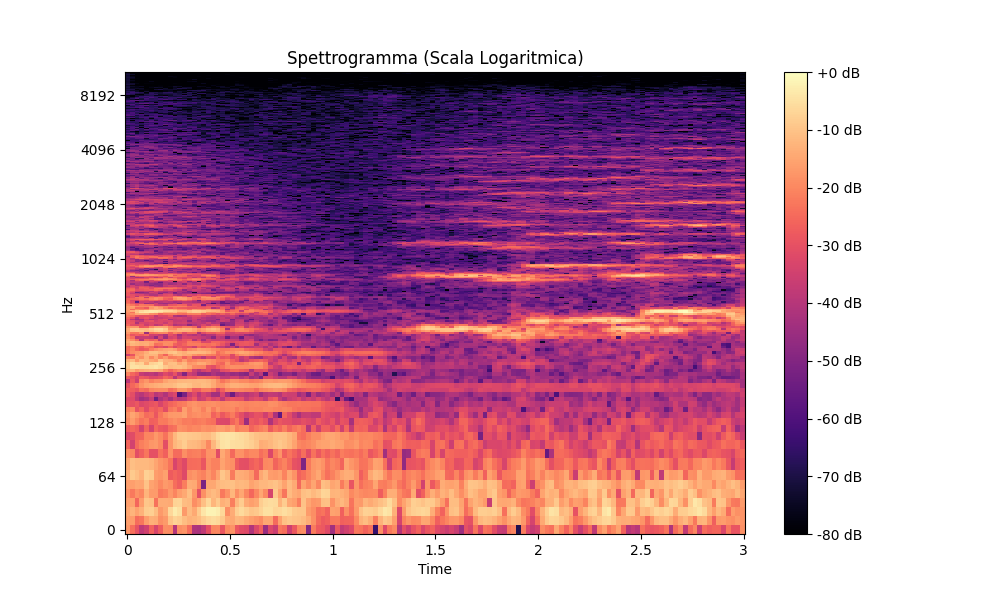 Spettrogramma (Scala Logaritmica)
Hz
8192
4096
2048
1024
512
256
128
64
0
0
0.5
1
1.5
2
2.5
3
Time
+0 dB
-10 dB
-20 dB
-30 dB
-40 dB
-50 dB
-60 dB
-70 dB
-80 dB